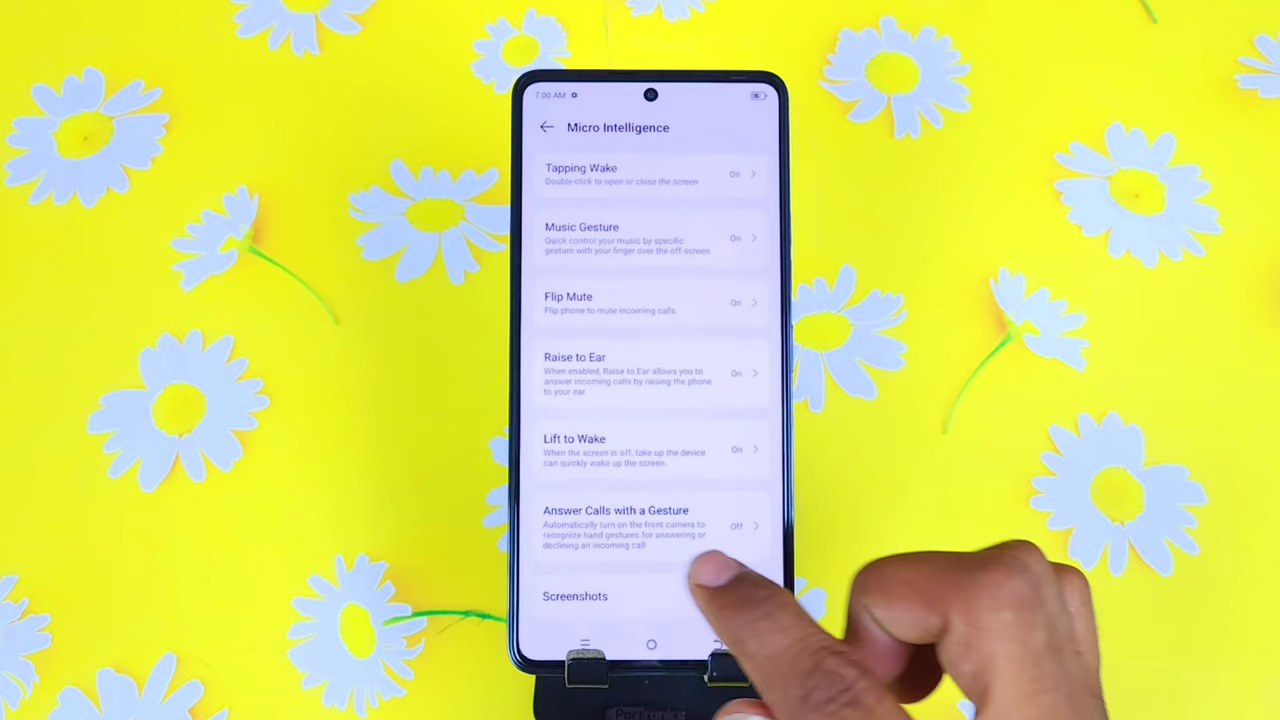 7:00 AM
Micro Intelligence
Tapping Wake
Double-click to open or close the screen
On
Music Gesture
Quick control your music by specific
gesture with your finger over the off-screen
On
Flip Mute
Flip phone to mute incoming calls
On
Raise to Ear
When enabled, Raise to Ear allows you to
answer incoming calls by raising the phone
to your ear
On
Lift to Wake
When the screen is off, take up the device
can quickly wake up the screen.
On
Answer Calls with a Gesture
Automatically turn on the front camera to
recognize hand gestures for answering or
declining an incoming call
Off
Screenshots
Portronics